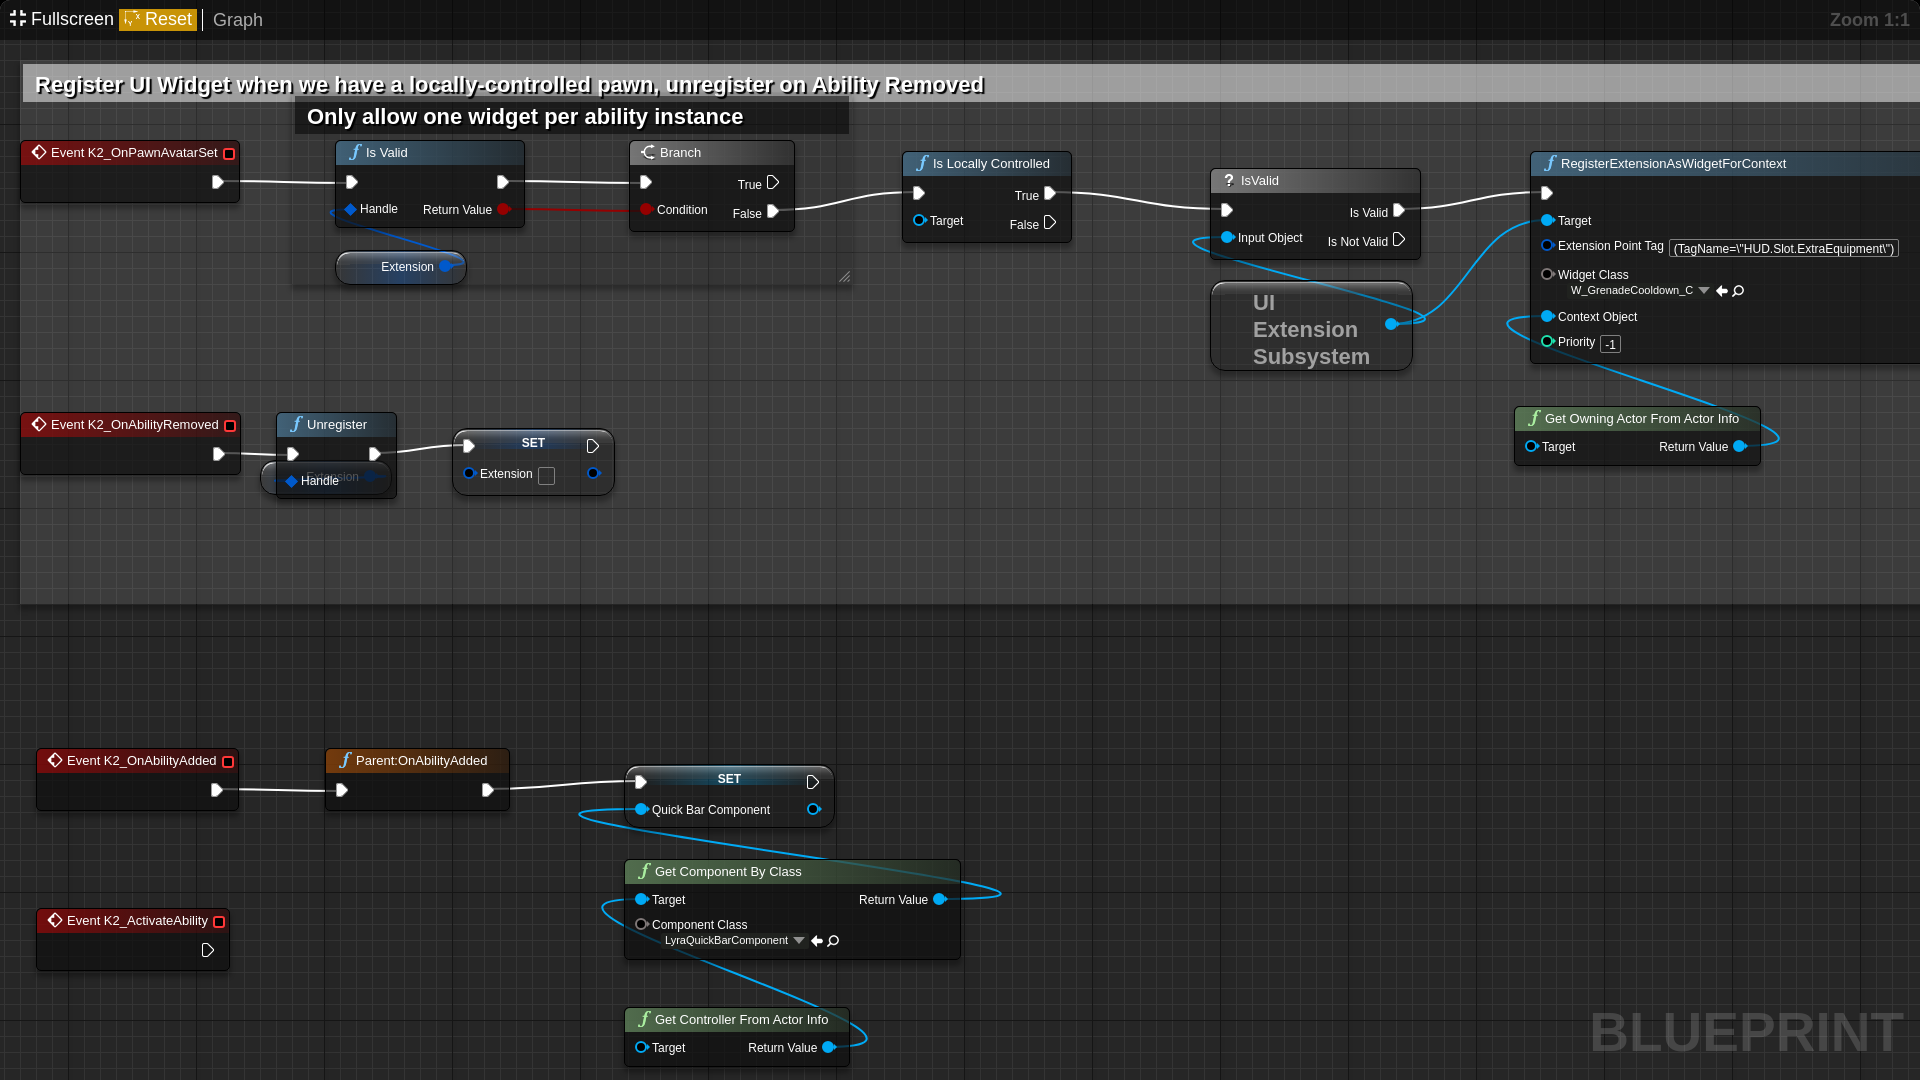 Fullscreen Reset Graph Zoom 1:1
Register UI Widget when we have a locally-controlled pawn, unregister on Ability Removed
Only allow one widget per ability instance
Event K2_OnPawnAvatarSet
Is Valid
Handle Return Value
Extension
Branch
True
Condition
False
Is Locally Controlled
True
Target
False
? IsValid
Is Valid
Input Object
Is Not Valid
UI
Extension
Subsystem
RegisterExtensionAsWidgetForContext
Target
Extension Point Tag (TagName=\"HUD.Slot.ExtraEquipment\")
Widget Class
W_GrenadeCooldown_C
Context Object
Priority -1
Get Owning Actor From Actor Info
Target Return Value
Event K2_OnAbilityRemoved
Unregister
Extension
Handle
SET
Extension
Event K2_OnAbilityAdded
Parent:OnAbilityAdded
SET
Quick Bar Component
Get Component By Class
Target Return Value
Component Class
LyraQuickBarComponent
Event K2_ActivateAbility
Get Controller From Actor Info
Target Return Value
BLUEPRINT